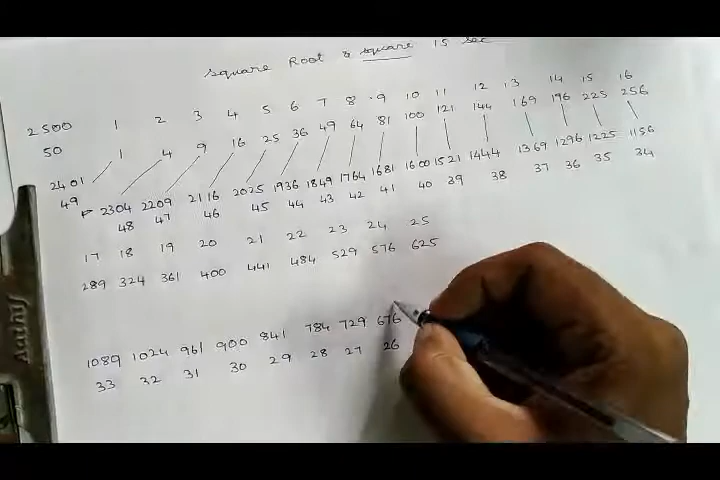 Square Root & square 15 sec
1 2 3 4 5 6 7 8 9 10 11 12 13 14 15 16
2500 1 4 9 16 25 36 49 64 81 100 121 144 169 196 225 256
50
2401 2304 2209 2116 2025 1936 1849 1764 1681 1600 1521 1444 1369 1296 1225 1156
49 48 47 46 45 44 43 42 41 40 39 38 37 36 35 34
17 18 19 20 21 22 23 24 25
289 324 361 400 441 484 529 576 625
1089 1024 961 900 841 784 729 676
33 32 31 30 29 28 27 26